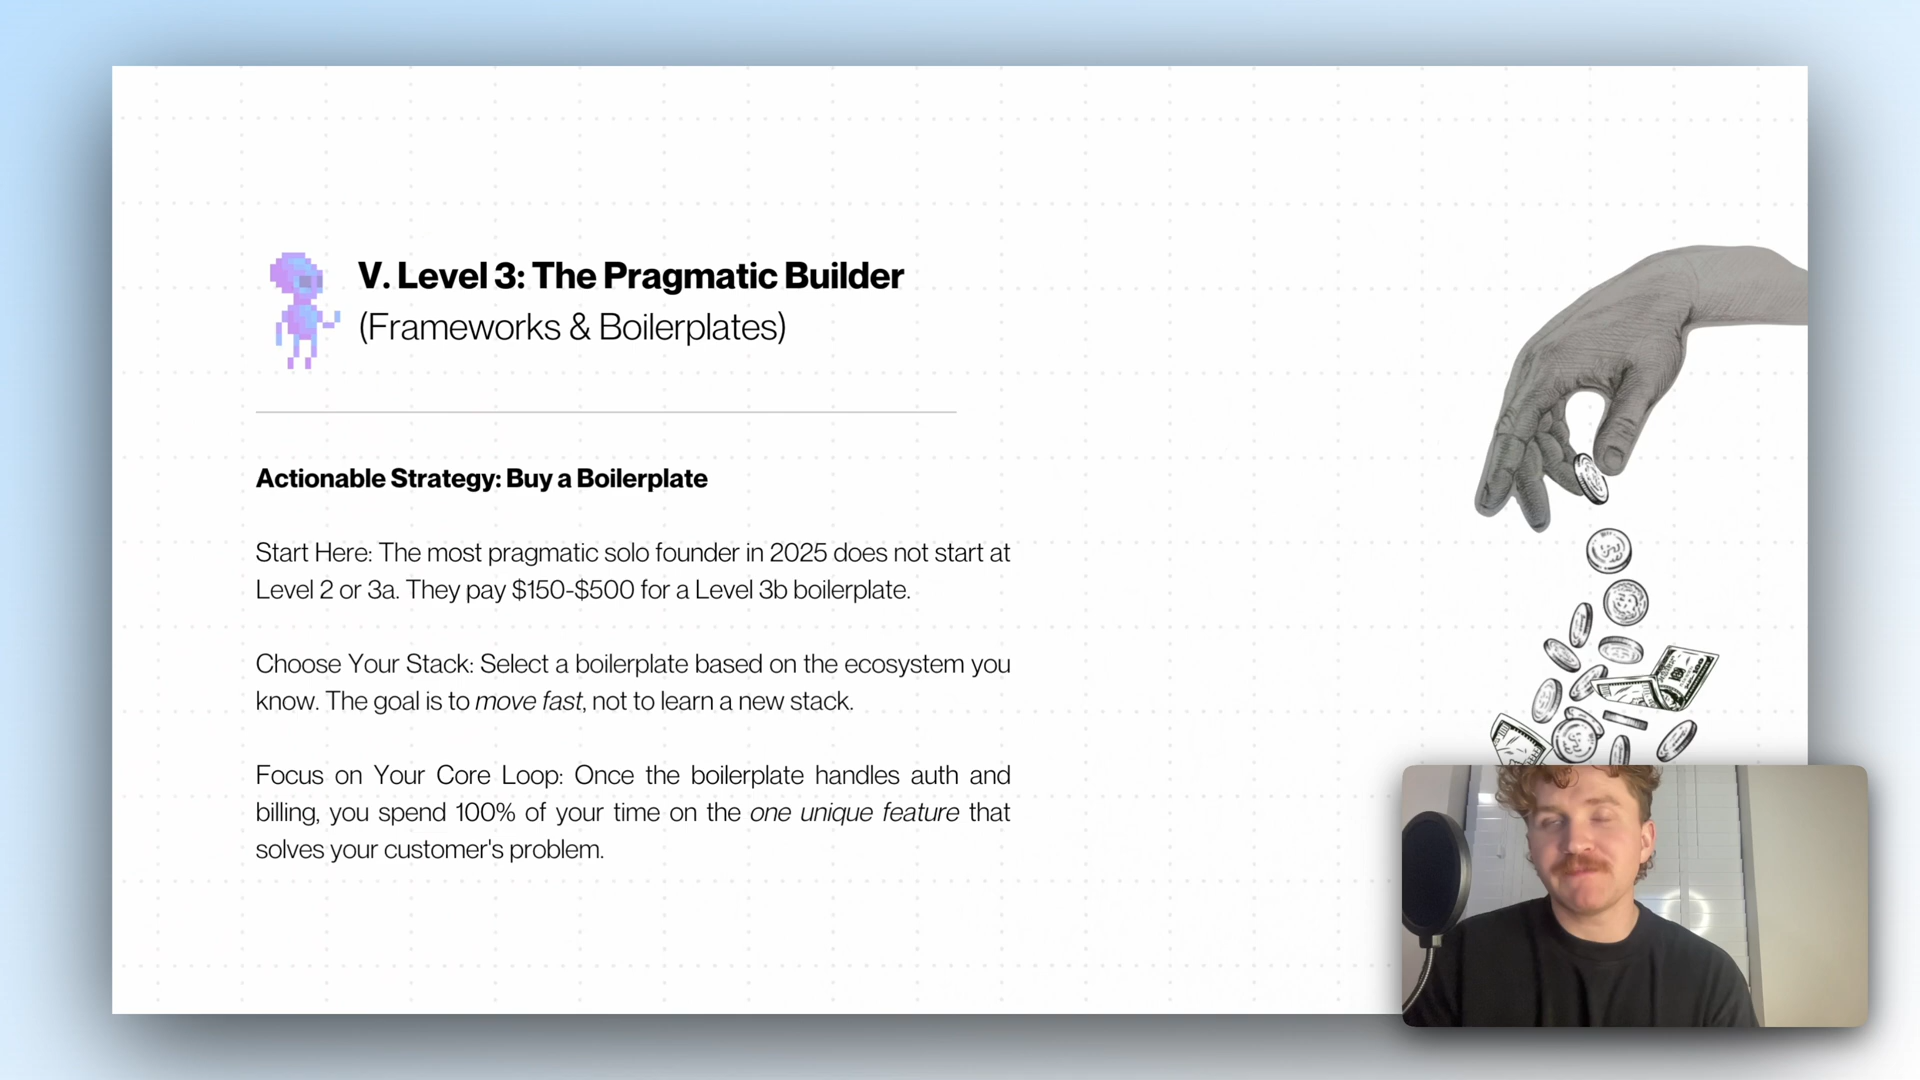 V. Level 3: The Pragmatic Builder
(Frameworks & Boilerplates)
Actionable Strategy: Buy a Boilerplate
Start Here: The most pragmatic solo founder in 2025 does not start at
Level 2 or 3a. They pay $150-$500 for a Level 3b boilerplate.
Choose Your Stack: Select a boilerplate based on the ecosystem you
know. The goal is to move fast, not to learn a new stack.
Focus on Your Core Loop: Once the boilerplate handles auth and
billing, you spend 100% of your time on the one unique feature that
solves your customer's problem.